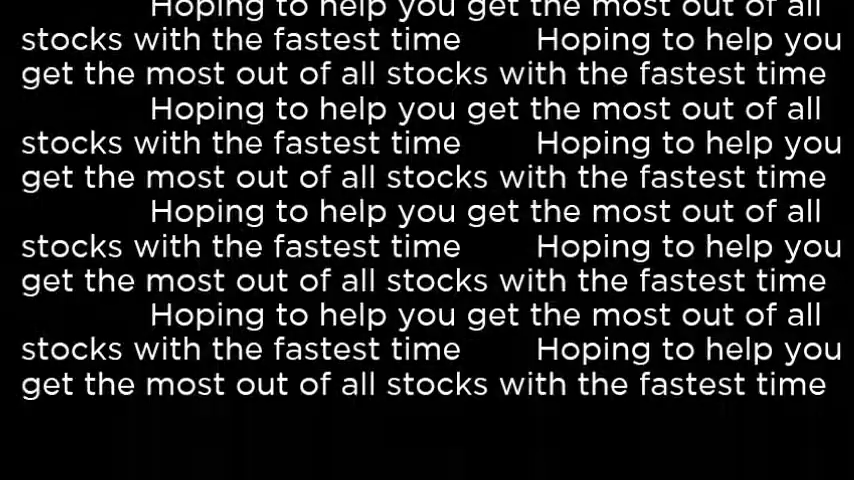 Hoping to help you get the most out of all
stocks with the fastest time Hoping to help you
get the most out of all stocks with the fastest time
Hoping to help you get the most out of all
stocks with the fastest time Hoping to help you
get the most out of all stocks with the fastest time
Hoping to help you get the most out of all
stocks with the fastest time Hoping to help you
get the most out of all stocks with the fastest time
Hoping to help you get the most out of all
stocks with the fastest time Hoping to help you
get the most out of all stocks with the fastest time